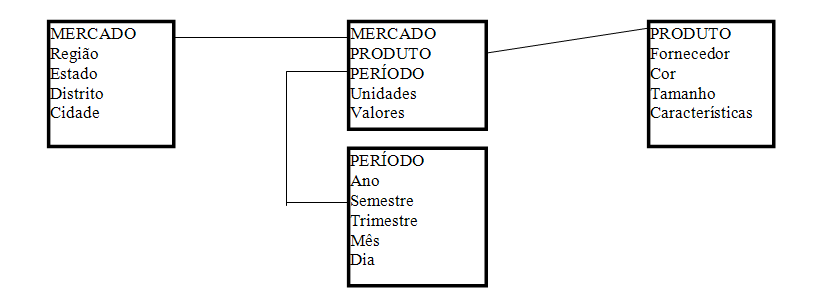 MERCADO
Região
Estado
Distrito
Cidade
MERCADO
PRODUTO
PERÍODO
Unidades
Valores
PRODUTO
Fornecedor
Cor
Tamanho
Características
PERÍODO
Ano
Semestre
Trimestre
Mês
Dia